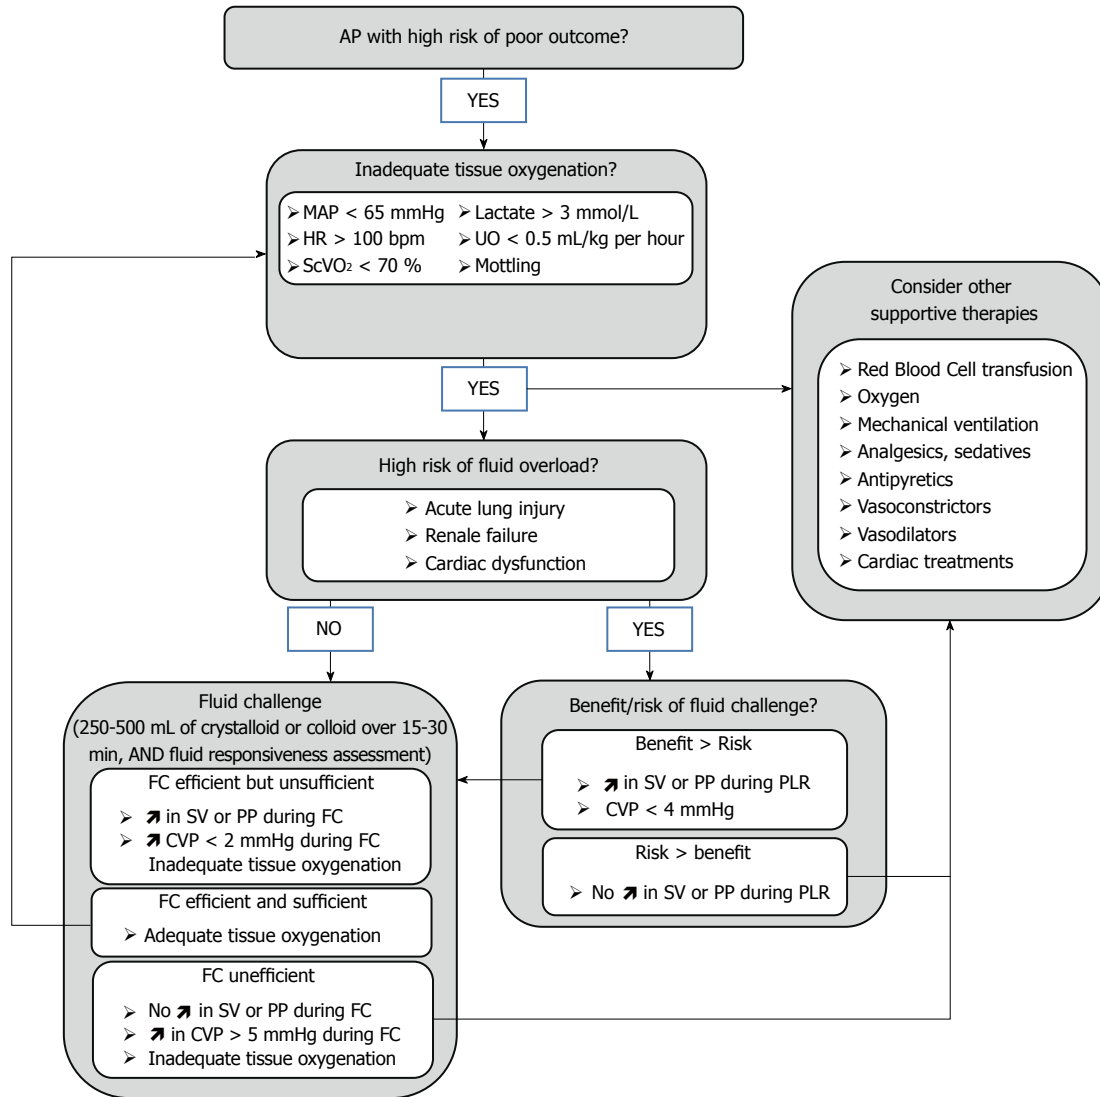 AP with high risk of poor outcome?
YES
Inadequate tissue oxygenation?
➢ MAP < 65 mmHg
➢ HR > 100 bpm
➢ ScVO₂ < 70 %
➢ Lactate > 3 mmol/L
➢ UO < 0.5 mL/kg per hour
➢ Mottling
YES
Consider other
supportive therapies
➢ Red Blood Cell transfusion
➢ Oxygen
➢ Mechanical ventilation
➢ Analgesics, sedatives
➢ Antipyretics
➢ Vasoconstrictors
➢ Vasodilators
➢ Cardiac treatments
High risk of fluid overload?
➢ Acute lung injury
➢ Renale failure
➢ Cardiac dysfunction
NO
YES
Fluid challenge
(250-500 mL of crystalloid or colloid over 15-30
min, AND fluid responsiveness assessment)
FC efficient but unsufficient
➢ ↗ in SV or PP during FC
➢ ↗ CVP < 2 mmHg during FC
Inadequate tissue oxygenation
FC efficient and sufficient
➢ Adequate tissue oxygenation
FC unefficient
➢ No ↗ in SV or PP during FC
➢ ↗ in CVP > 5 mmHg during FC
➢ Inadequate tissue oxygenation
Benefit/risk of fluid challenge?
Benefit > Risk
➢ ↗ in SV or PP during PLR
➢ CVP < 4 mmHg
Risk > benefit
➢ No ↗ in SV or PP during PLR